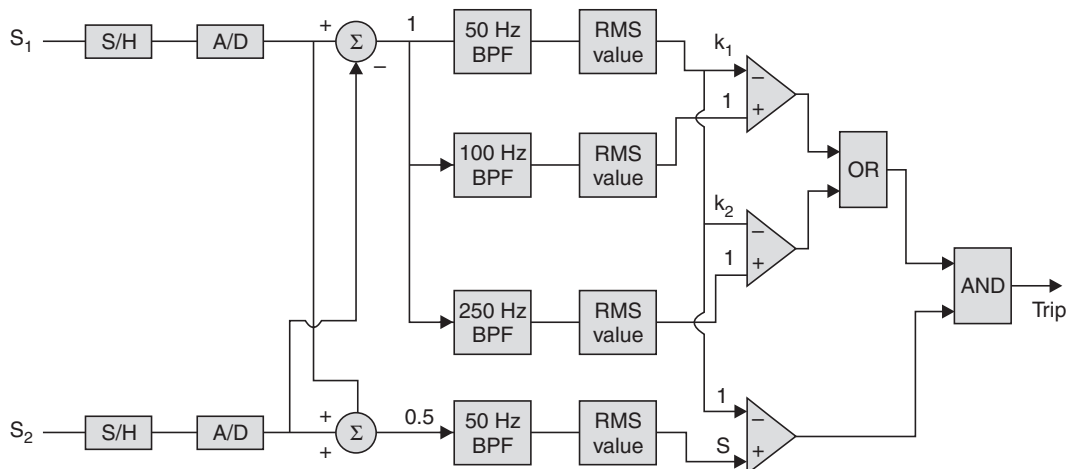 S₁
S/H
A/D
+
Σ
−
1
50 Hz
BPF
RMS
value
k₁
−
1
+
100 Hz
BPF
RMS
value
OR
k₂
−
1
+
250 Hz
BPF
RMS
value
AND
Trip
S₂
S/H
A/D
+
+
Σ
0.5
50 Hz
BPF
RMS
value
1
−
S
+